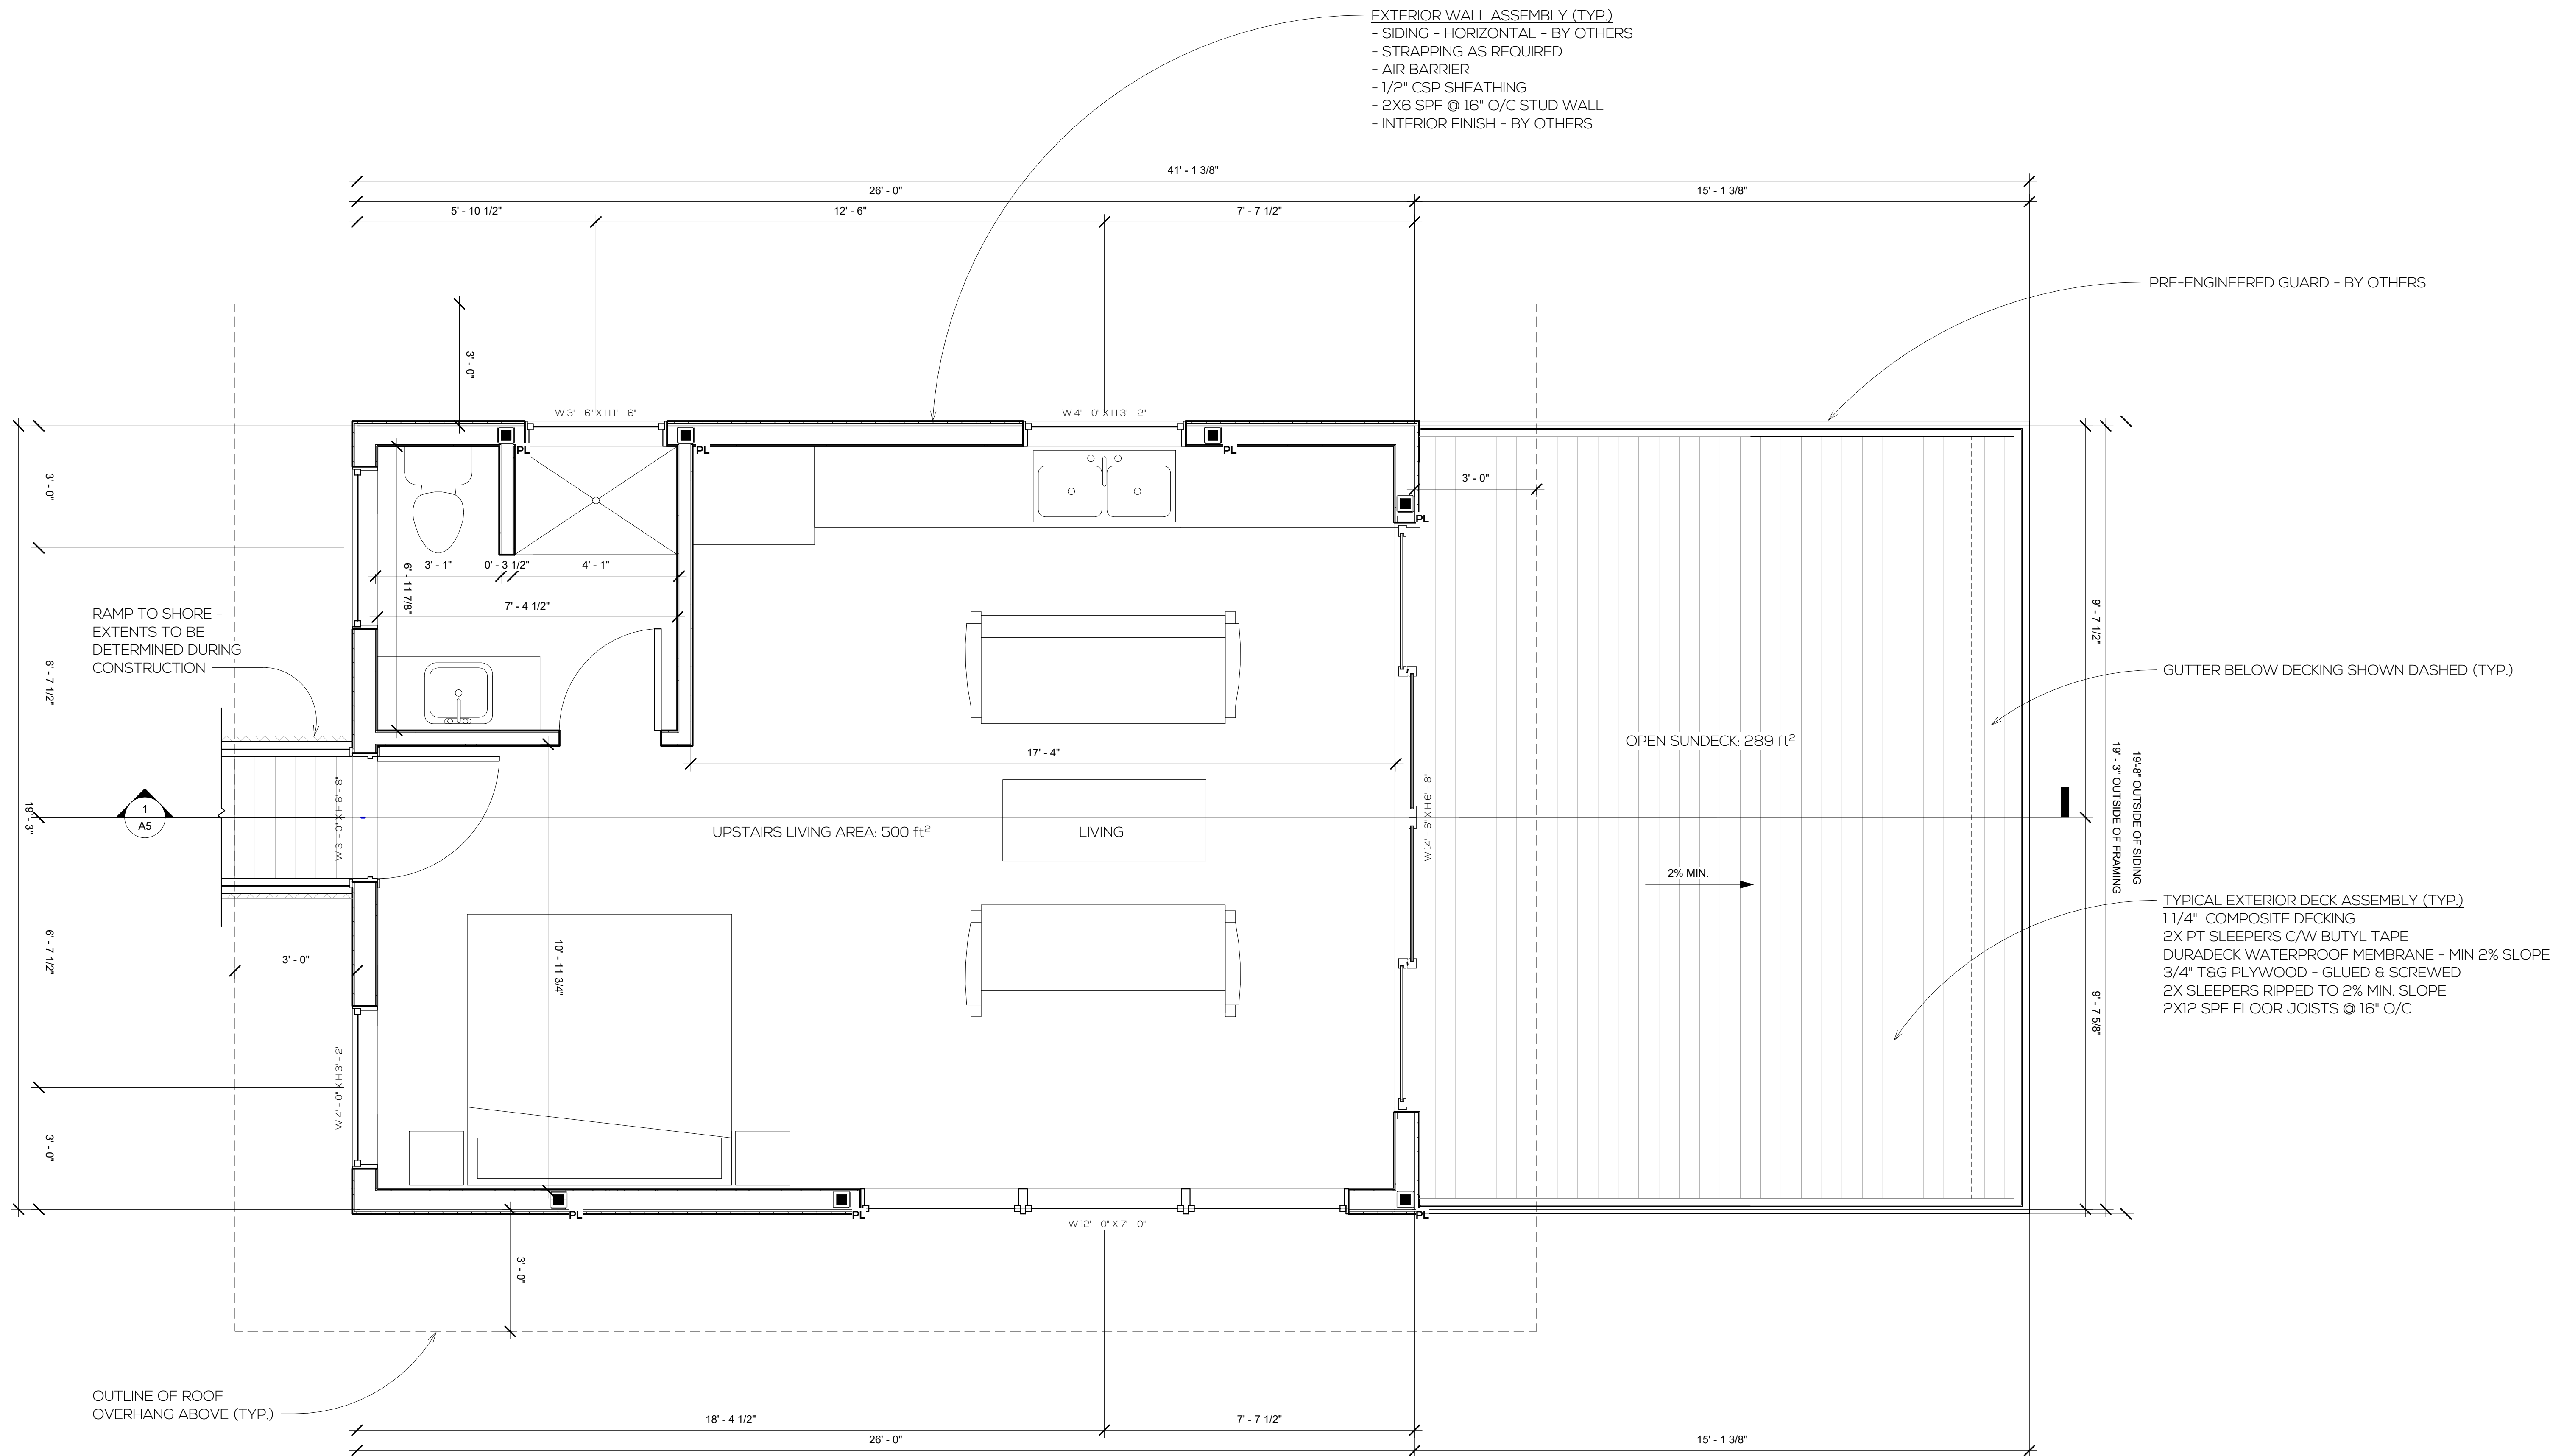 EXTERIOR WALL ASSEMBLY (TYP.)
- SIDING - HORIZONTAL - BY OTHERS
- STRAPPING AS REQUIRED
- AIR BARRIER
- 1/2" CSP SHEATHING
- 2X6 SPF @ 16" O/C STUD WALL
- INTERIOR FINISH - BY OTHERS
41' - 1 3/8"
26' - 0"
15' - 1 3/8"
5' - 10 1/2"
12' - 6"
7' - 7 1/2"
PRE-ENGINEERED GUARD - BY OTHERS
3' - 0"
W 3' - 6" X H 1' - 6"
W 4' - 0" X H 3' - 2"
PL
PL
PL
3' - 0"
3' - 0"
PL
3' - 1"
0' - 3 1/2"
4' - 1"
6' - 11 7/8"
7' - 4 1/2"
9' - 7 1/2"
RAMP TO SHORE -
EXTENTS TO BE
DETERMINED DURING
CONSTRUCTION
6' - 7 1/2"
GUTTER BELOW DECKING SHOWN DASHED (TYP.)
OPEN SUNDECK: 289 ft²
17' - 4"
19' - 3"
1
A5
W 3' - 0" X H 6' - 8"
UPSTAIRS LIVING AREA: 500 ft²
LIVING
W 14' - 6" X H 6' - 8"
19' - 3" OUTSIDE OF FRAMING
19'-8" OUTSIDE OF SIDING
2% MIN.
TYPICAL EXTERIOR DECK ASSEMBLY (TYP.)
1 1/4" COMPOSITE DECKING
2X PT SLEEPERS C/W BUTYL TAPE
DURADECK WATERPROOF MEMBRANE - MIN 2% SLOPE
3/4" T&G PLYWOOD - GLUED & SCREWED
2X SLEEPERS RIPPED TO 2% MIN. SLOPE
2X12 SPF FLOOR JOISTS @ 16" O/C
6' - 7 1/2"
3' - 0"
10' - 11 3/4"
9' - 7 5/8"
W 4' - 0" X H 3' - 2"
3' - 0"
PL
PL
PL
W 12' - 0" X 7' - 0"
3' - 0"
OUTLINE OF ROOF
OVERHANG ABOVE (TYP.)
18' - 4 1/2"
7' - 7 1/2"
26' - 0"
15' - 1 3/8"